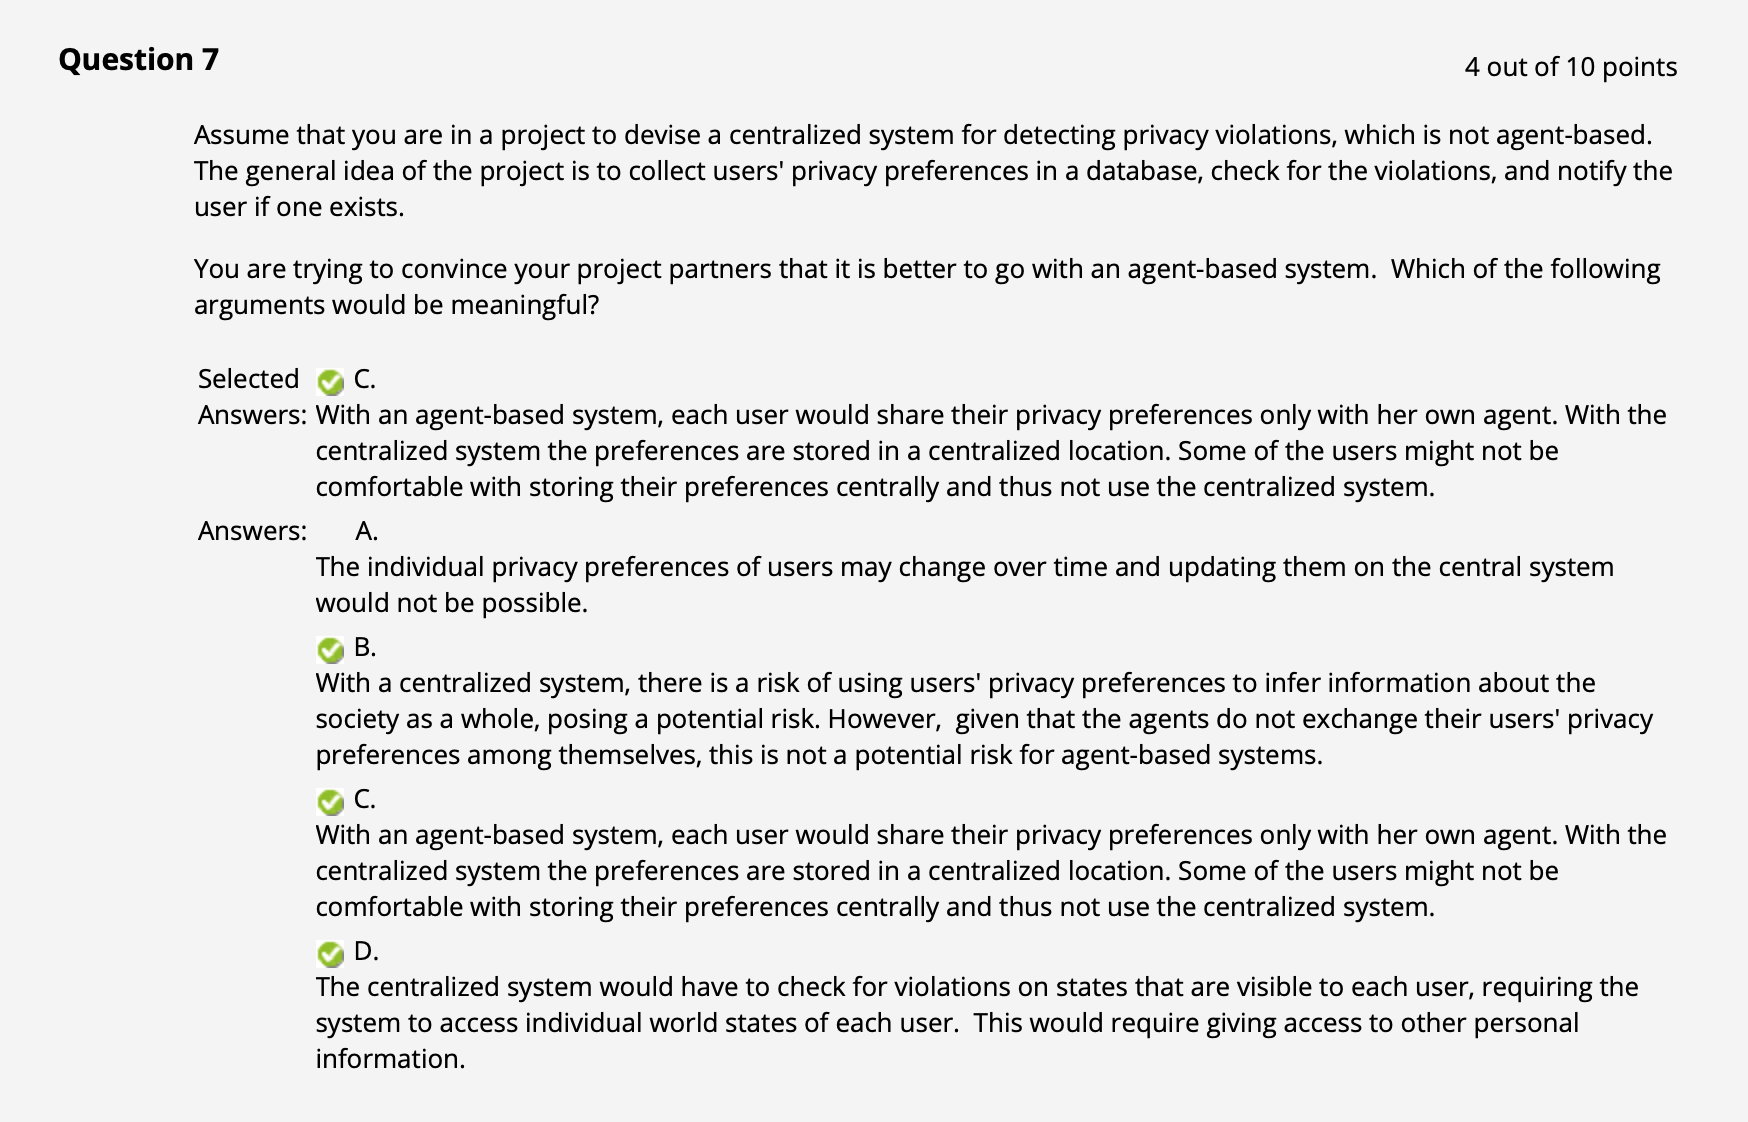 Question 7
4 out of 10 points
Assume that you are in a project to devise a centralized system for detecting privacy violations, which is not agent-based.
The general idea of the project is to collect users' privacy preferences in a database, check for the violations, and notify the
user if one exists.
You are trying to convince your project partners that it is better to go with an agent-based system.  Which of the following
arguments would be meaningful?
Selected C.
Answers: With an agent-based system, each user would share their privacy preferences only with her own agent. With the
centralized system the preferences are stored in a centralized location. Some of the users might not be
comfortable with storing their preferences centrally and thus not use the centralized system.
Answers: A.
The individual privacy preferences of users may change over time and updating them on the central system
would not be possible.
B.
With a centralized system, there is a risk of using users' privacy preferences to infer information about the
society as a whole, posing a potential risk. However,  given that the agents do not exchange their users' privacy
preferences among themselves, this is not a potential risk for agent-based systems.
C.
With an agent-based system, each user would share their privacy preferences only with her own agent. With the
centralized system the preferences are stored in a centralized location. Some of the users might not be
comfortable with storing their preferences centrally and thus not use the centralized system.
D.
The centralized system would have to check for violations on states that are visible to each user, requiring the
system to access individual world states of each user.  This would require giving access to other personal
information.